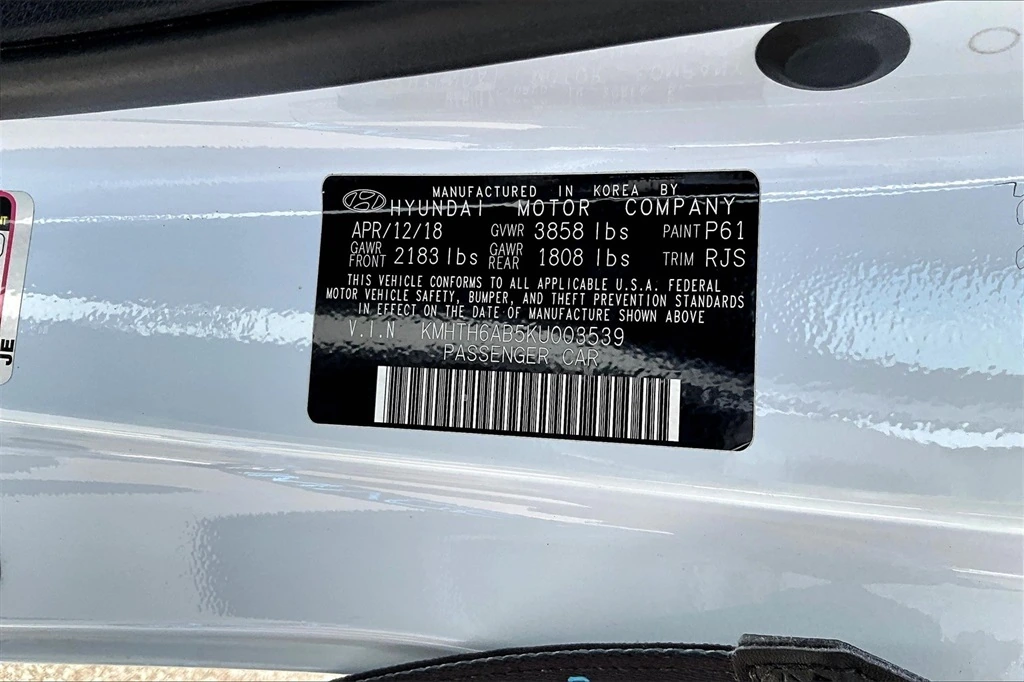 MANUFACTURED IN KOREA BY
HYUNDAI MOTOR COMPANY
APR/12/18 GVWR 3858 lbs PAINT P61
GAWR FRONT 2183 lbs GAWR REAR 1808 lbs TRIM RJS
THIS VEHICLE CONFORMS TO ALL APPLICABLE U.S.A. FEDERAL
MOTOR VEHICLE SAFETY, BUMPER, AND THEFT PREVENTION STANDARDS
IN EFFECT ON THE DATE OF MANUFACTURE SHOWN ABOVE
V.I.N KMHTH6AB5KU003539
PASSENGER CAR
JE